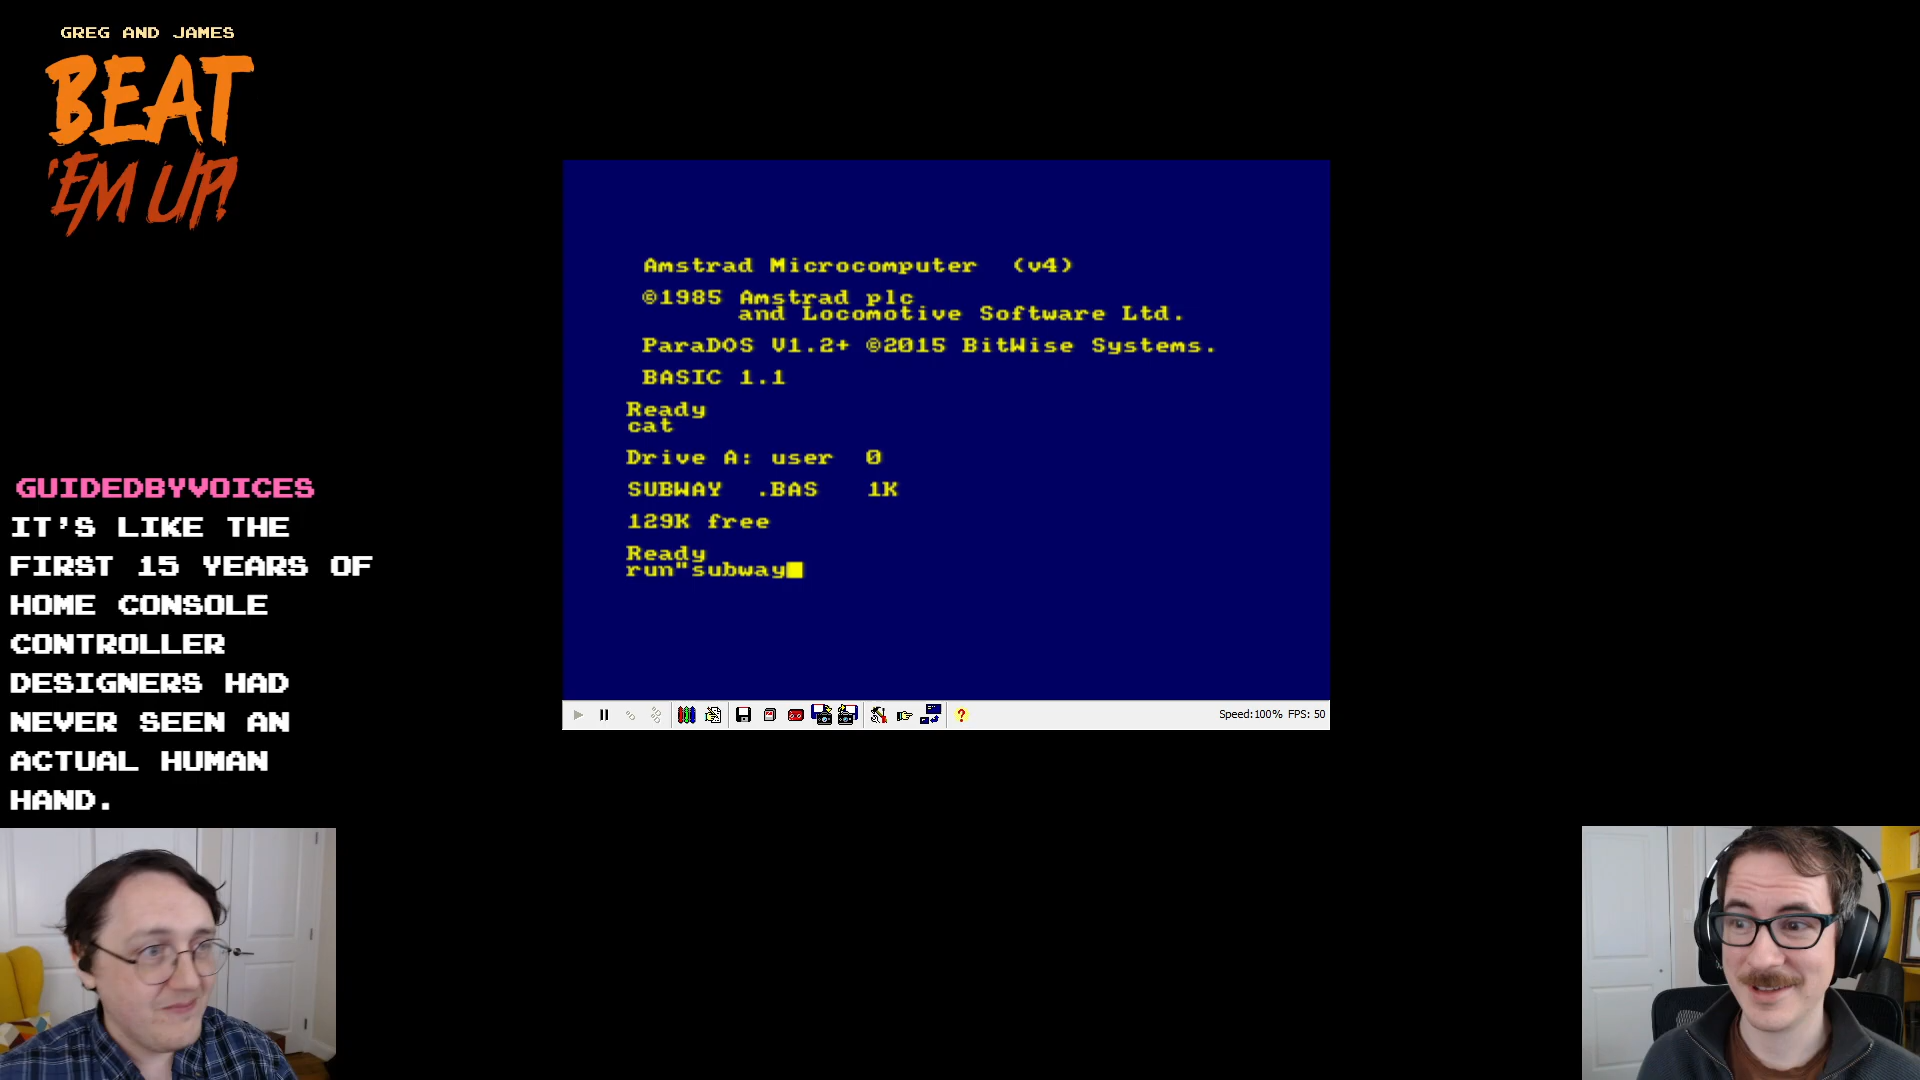 GREG AND JAMES
BEAT
'EM UP!
Amstrad Microcomputer (v4)
©1985 Amstrad plc
and Locomotive Software Ltd.
ParaDOS V1.2+ ©2015 BitWise Systems.
BASIC 1.1
Ready
cat
Drive A: user 0
SUBWAY .BAS 1K
129K free
Ready
run"subway
Speed:100% FPS: 50
GUIDEDBYVOICES
IT'S LIKE THE
FIRST 15 YEARS OF
HOME CONSOLE
CONTROLLER
DESIGNERS HAD
NEVER SEEN AN
ACTUAL HUMAN
HAND.